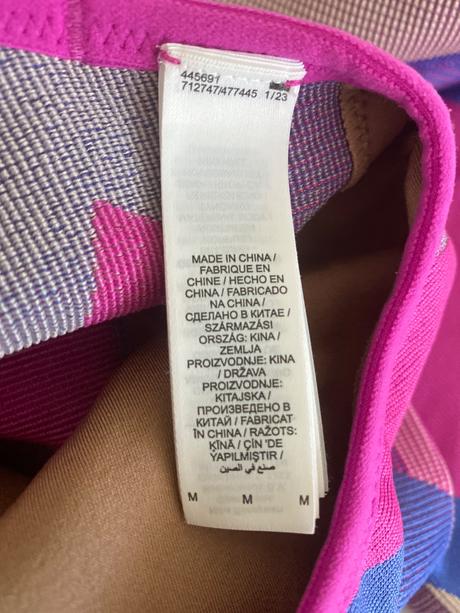 445691
712747/477445 1/23
MADE IN CHINA /
FABRIQUE EN
CHINE / HECHO EN
CHINA / FABRICADO
NA CHINA /
СДЕЛАНО В КИТАЕ /
SZÁRMAZÁSI
ORSZÁG: KINA /
ZEMLJA
PROIZVODNJE: KINA
/ DRŽAVA
PROIZVODNJE:
KITAJSKA /
ПРОИЗВЕДЕНО В
КИТАЙ / FABRICAT
ÎN CHINA / RAŽOTS:
ĶĪNĀ / ÇİN 'DE
YAPILMIŞTIR /
صنع في الصين
M M M